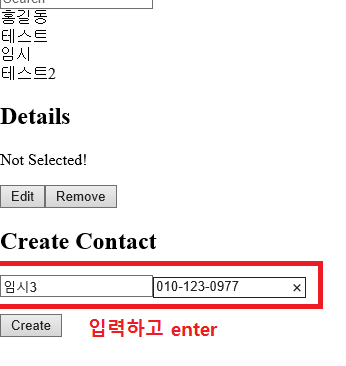 Search
홍길동
테스트
임시
테스트2
Details
Not Selected!
Edit Remove
Create Contact
임시3 010-123-0977 ×
Create 입력하고 enter